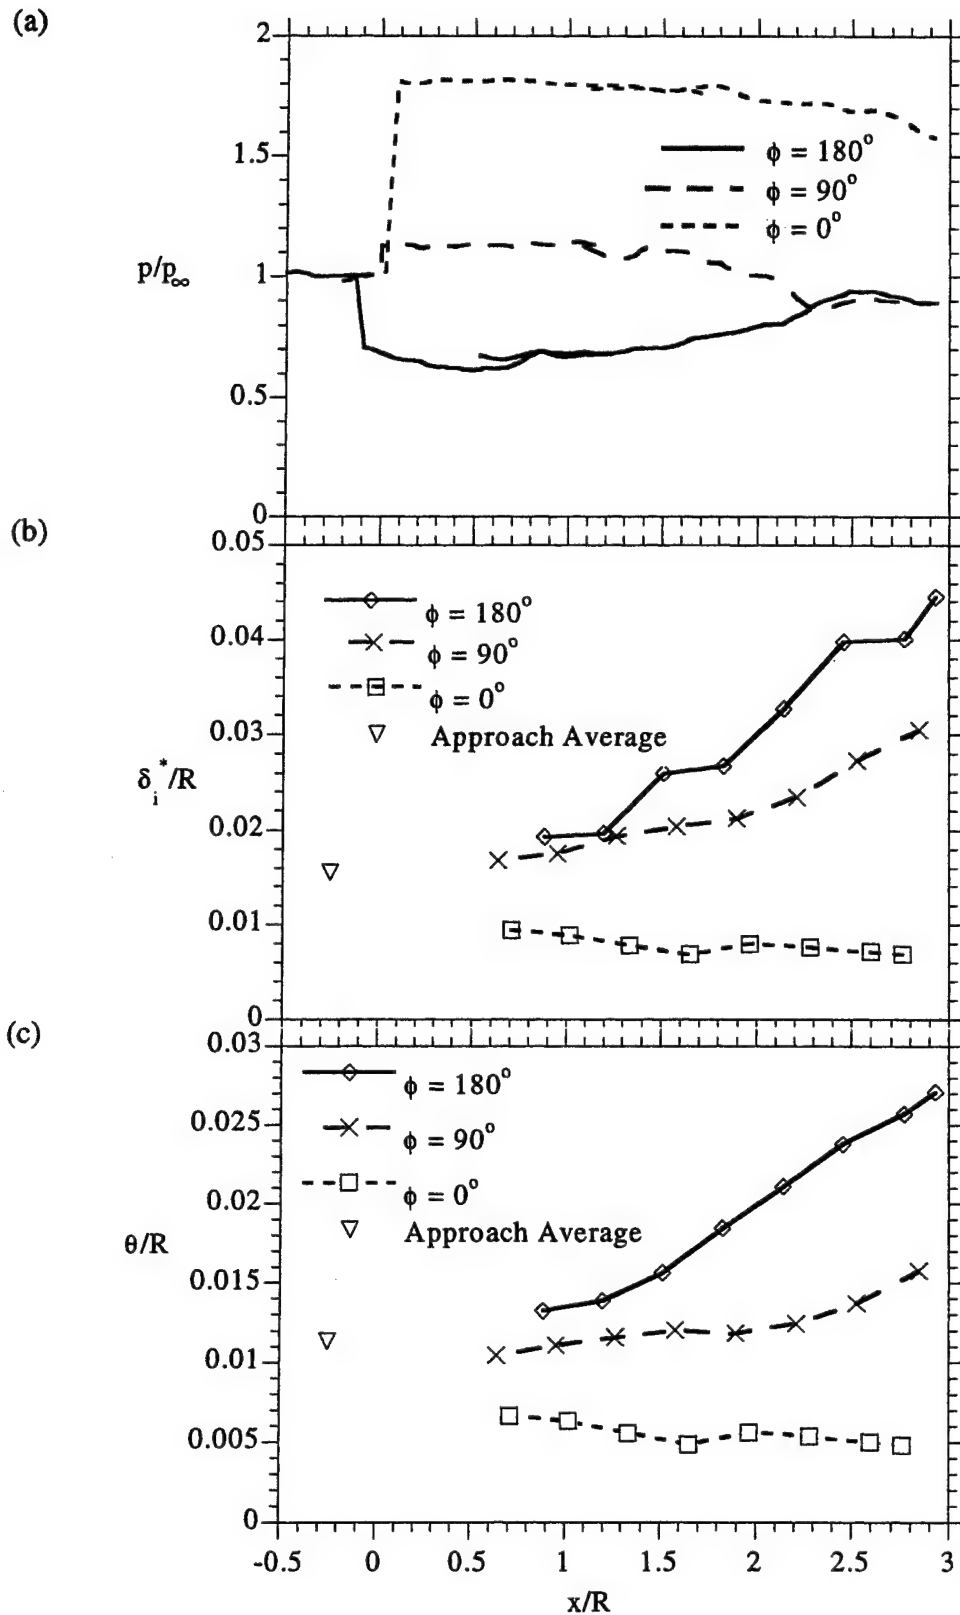 (a)
2
1.5
1
0.5
0
p/p∞
ϕ = 180°
ϕ = 90°
ϕ = 0°
(b)
0.05
0.04
0.03
0.02
0.01
0
δi*/R
ϕ = 180°
ϕ = 90°
ϕ = 0°
Approach Average
(c)
0.03
0.025
0.02
0.015
0.01
0.005
0
θ/R
ϕ = 180°
ϕ = 90°
ϕ = 0°
Approach Average
-0.5 0 0.5 1 1.5 2 2.5 3
x/R